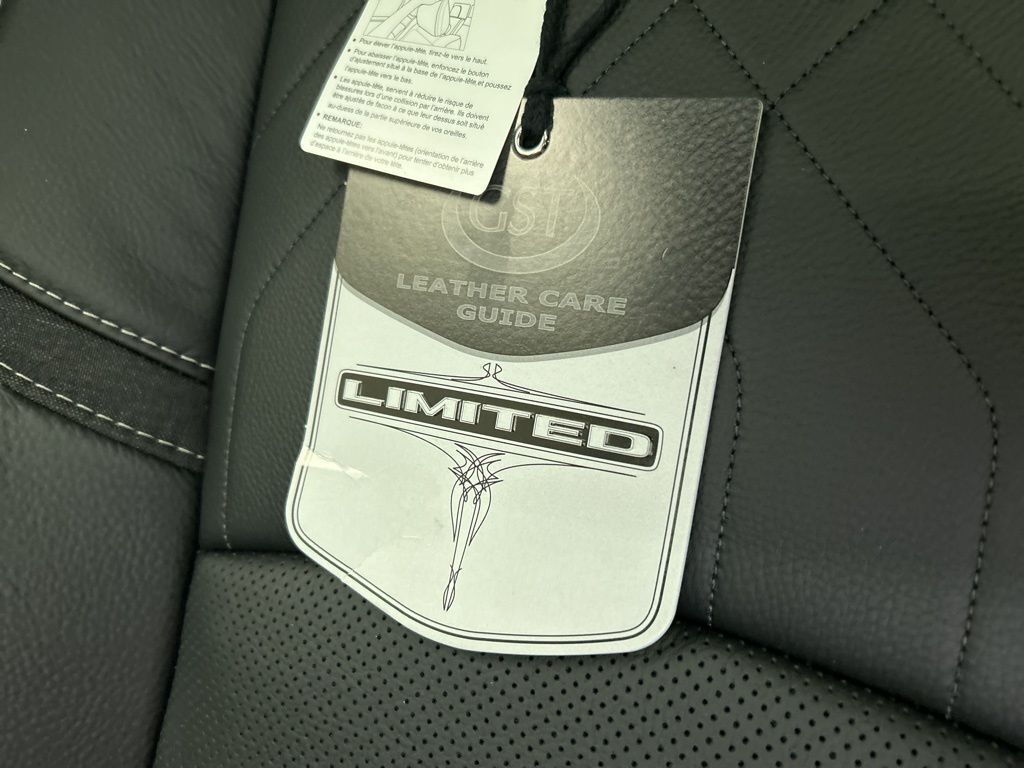 • Pour élever l'appuie-tête, tirez-le vers le haut.
• Pour abaisser l'appuie-tête, enfoncez le bouton
d'ajustement situé à la base de l'appuie-tête,et poussez
l'appuie-tête vers le bas.
• Les appuie-tête, servent à réduire le risque de
blessures lors d'une collision par l'arrière. Ils doivent
être ajustés de façon à ce que leur dessus soit situé
au-dessus de la partie supérieure de vos oreilles.
• REMARQUE:
Ne retournez pas les appuie-têtes (orientation de l'arrière
des appuie-têtes vers l'avant) pour tenter d'obtenir plus
d'espace à l'arrière de votre tête.
GST
LEATHER CARE
GUIDE
LIMITED